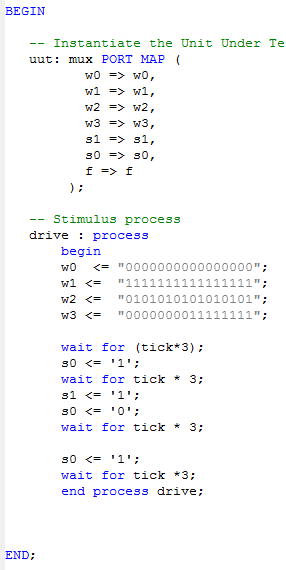 BEGIN
-- Instantiate the Unit Under Te
uut: mux PORT MAP (
w0 => w0,
w1 => w1,
w2 => w2,
w3 => w3,
s1 => s1,
s0 => s0,
f => f
);
-- Stimulus process
drive : process
begin
w0  <= "0000000000000000";
w1 <=  "1111111111111111";
w2 <=  "0101010101010101";
w3 <=  "0000000011111111";
wait for (tick*3);
s0 <= '1';
wait for tick * 3;
s1 <= '1';
s0 <= '0';
wait for tick * 3;
s0 <= '1';
wait for tick *3;
end process drive;
END;